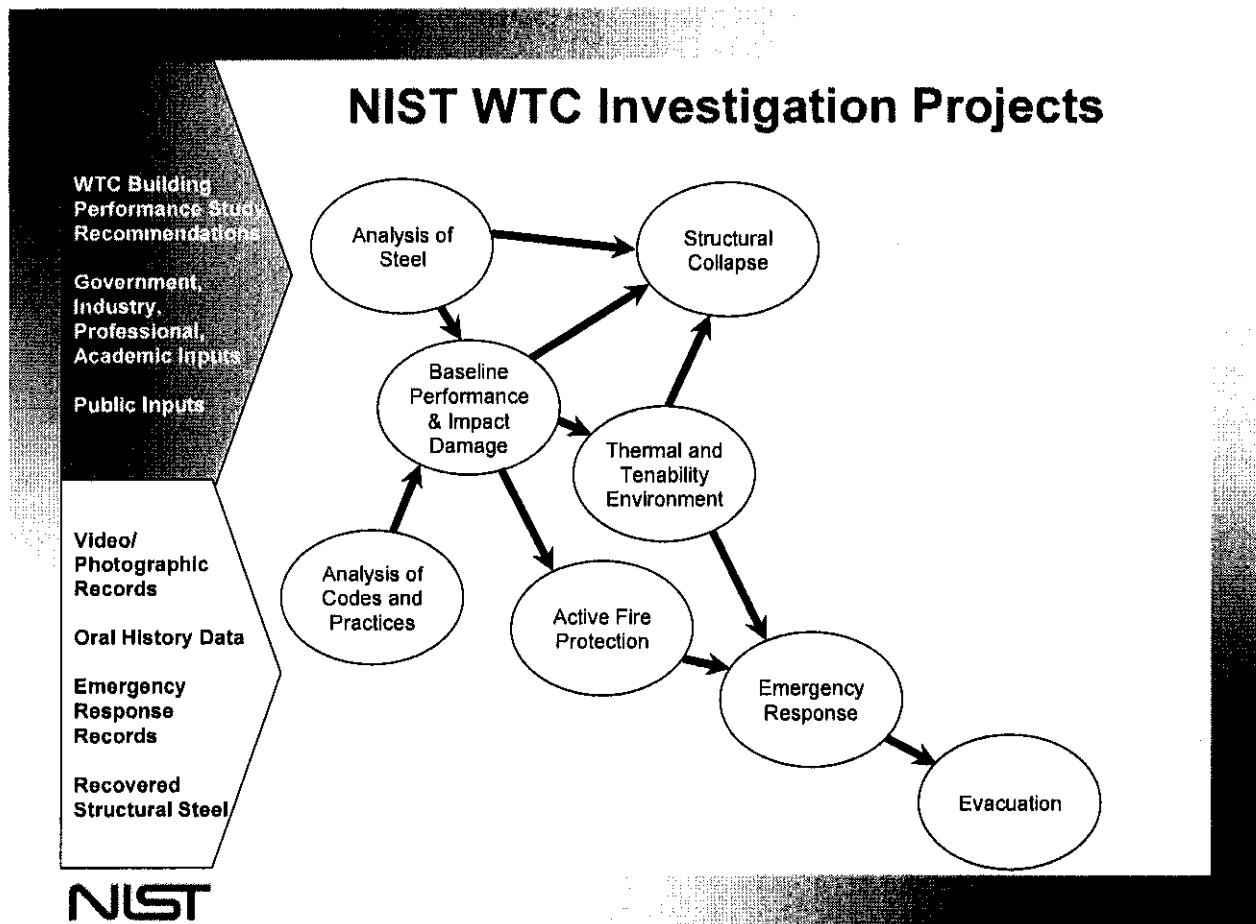 NIST WTC Investigation Projects
WTC Building
Performance Study
Recommendations
Government,
Industry,
Professional,
Academic Inputs
Public Inputs
Video/
Photographic
Records
Oral History Data
Emergency
Response
Records
Recovered
Structural Steel
Analysis of
Steel
Structural
Collapse
Baseline
Performance
& Impact
Damage
Thermal and
Tenability
Environment
Analysis of
Codes and
Practices
Active Fire
Protection
Emergency
Response
Evacuation
NIST